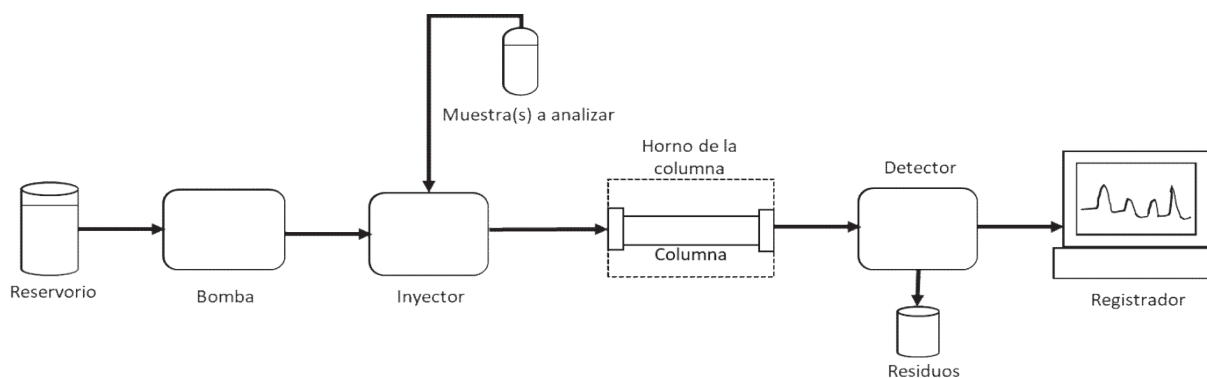 Muestra(s) a analizar
Horno de la
columna
Detector
Columna
Reservorio
Bomba
Inyector
Registrador
Residuos